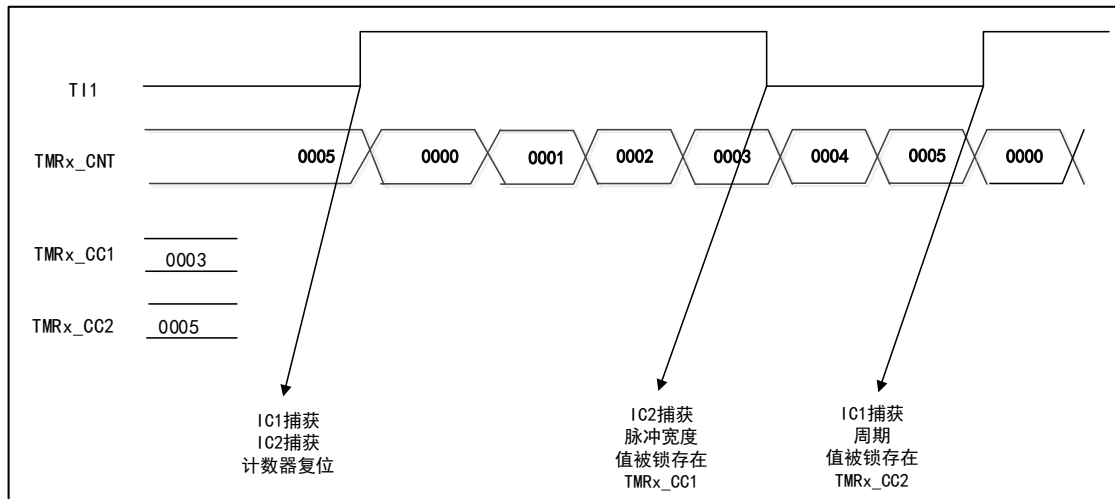 TI1
TMRx_CNT
0005 0000 0001 0002 0003 0004 0005 0000
TMRx_CC1
0003
TMRx_CC2
0005
IC1捕获
IC2捕获
计数器复位
IC2捕获
脉冲宽度
值被锁存在
TMRx_CC1
IC1捕获
周期
值被锁存在
TMRx_CC2